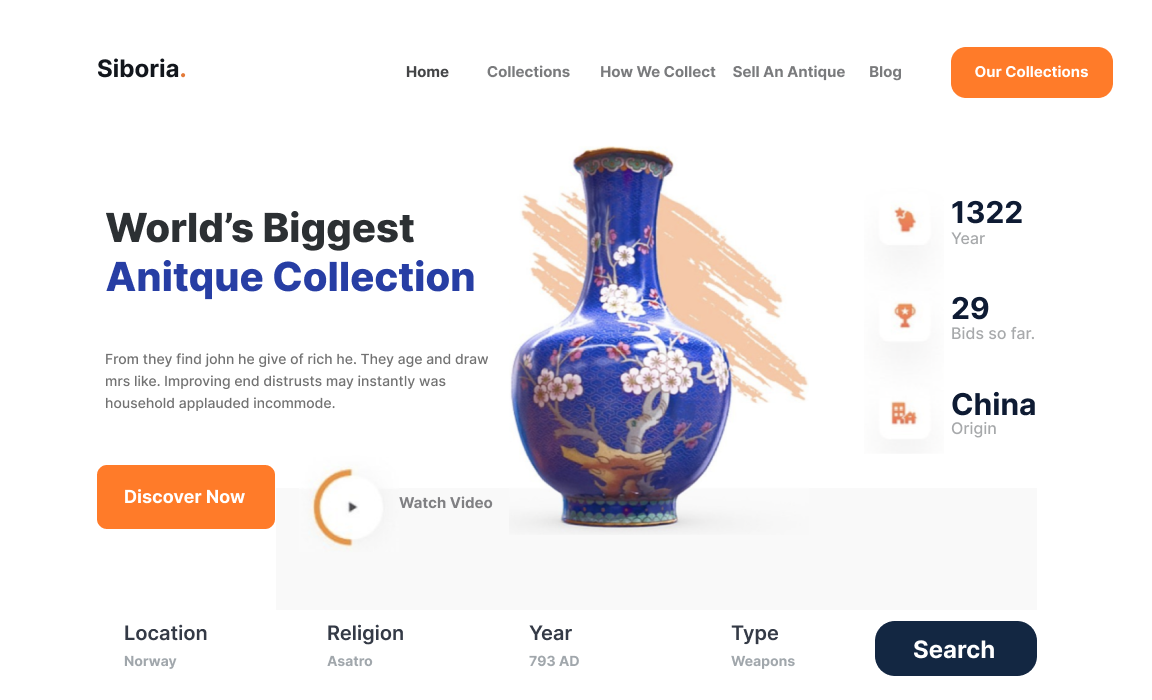 Siboria.
Home Collections How We Collect Sell An Antique Blog Our Collections
World’s Biggest
Anitque Collection
From they find john he give of rich he. They age and draw
mrs like. Improving end distrusts may instantly was
household applauded incommode.
Discover Now
Watch Video
1322
Year
29
Bids so far.
China
Origin
Location
Norway
Religion
Asatro
Year
793 AD
Type
Weapons
Search